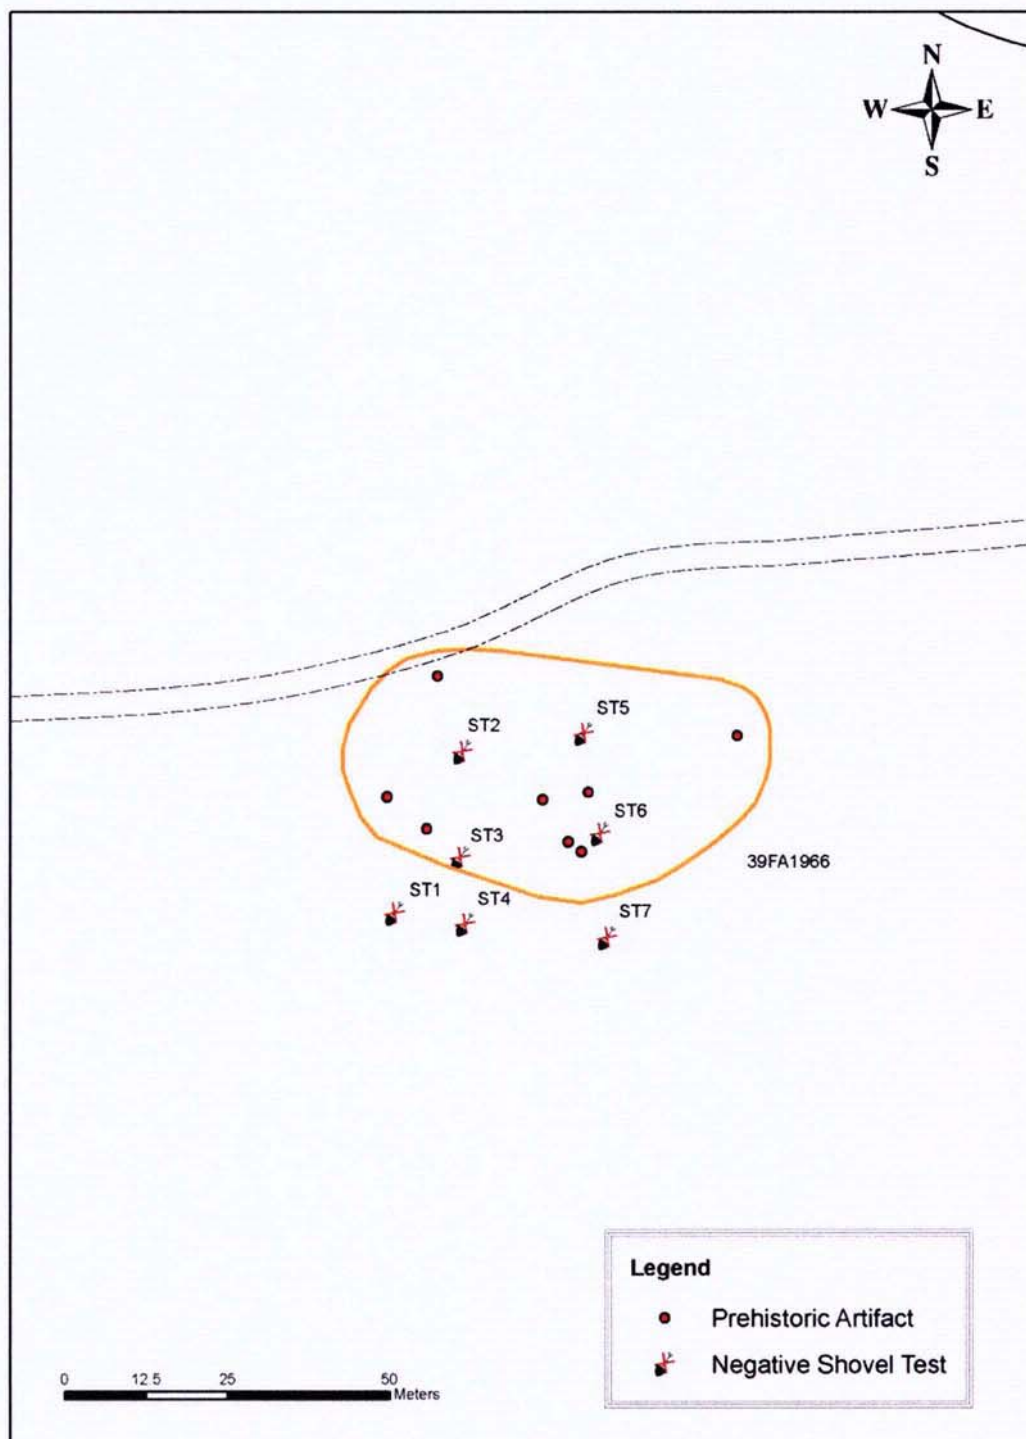 N
W E
S
ST5
ST2
ST6
ST3
39FA1966
ST1
ST4
ST7
Legend
Prehistoric Artifact
Negative Shovel Test
0 12.5 25 50
Meters